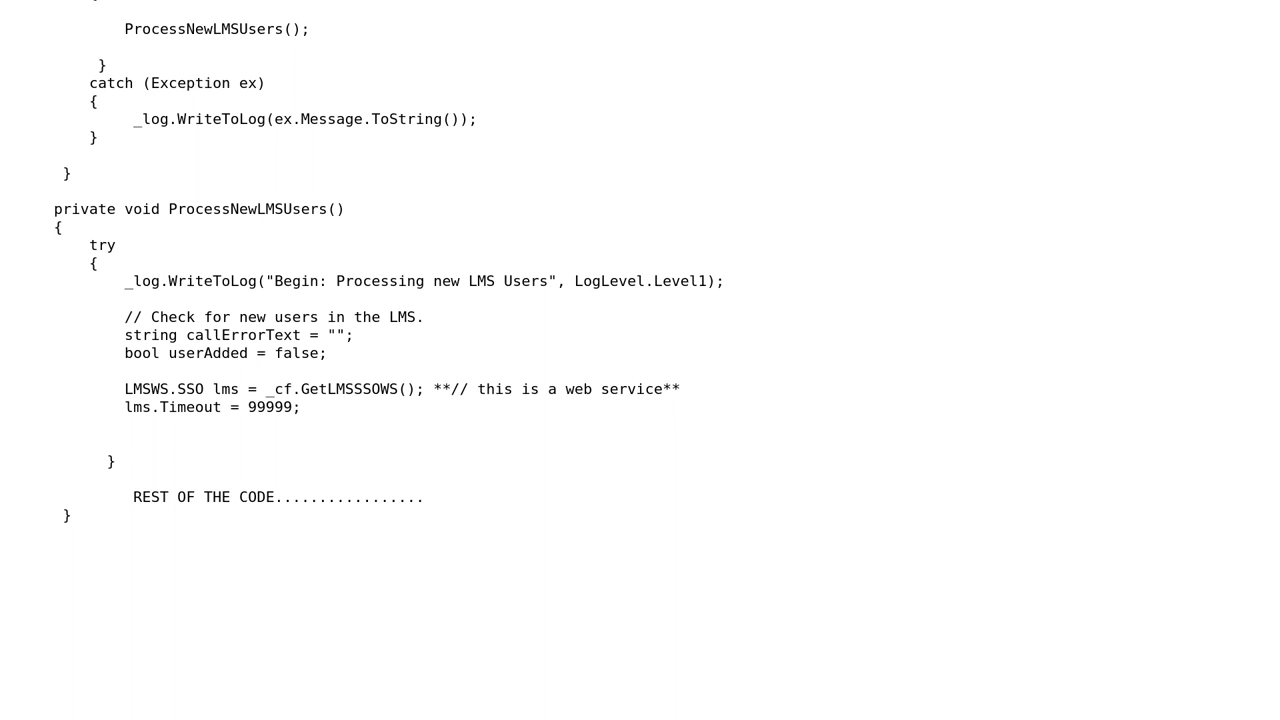 ProcessNewLMSUsers();
}
catch (Exception ex)
{
_log.WriteToLog(ex.Message.ToString());
}
}
private void ProcessNewLMSUsers()
{
try
{
_log.WriteToLog("Begin: Processing new LMS Users", LogLevel.Level1);
// Check for new users in the LMS.
string callErrorText = "";
bool userAdded = false;
LMSWS.SSO lms = _cf.GetLMSSSOWS(); **// this is a web service**
lms.Timeout = 99999;
}
REST OF THE CODE.................
}